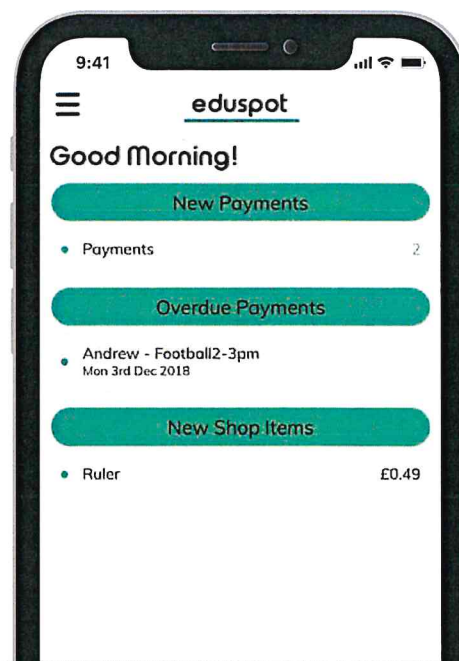 9:41
eduspot
Good Morning!
New Payments
Payments 2
Overdue Payments
Andrew - Football2-3pm
Mon 3rd Dec 2018
New Shop Items
Ruler £0.49